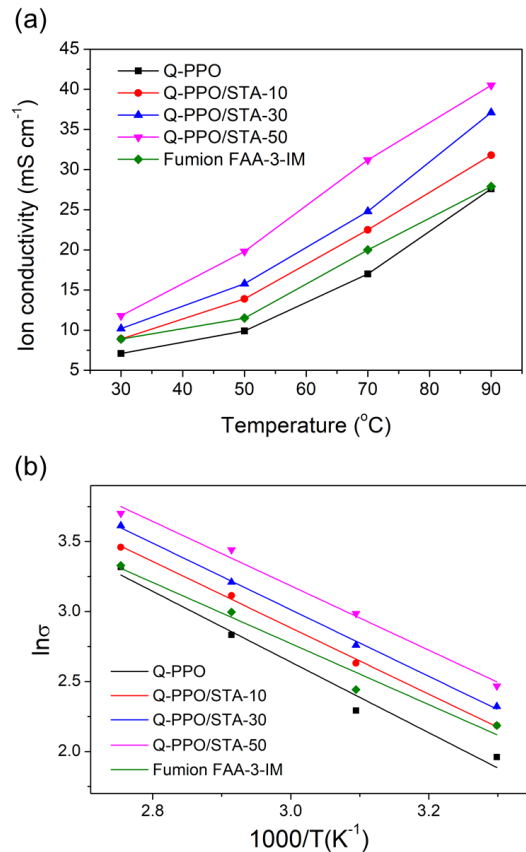 (a)
45
40
35
30
25
20
15
10
5
0
Ion conductivity (mS cm⁻¹)
Q-PPO
Q-PPO/STA-10
Q-PPO/STA-30
Q-PPO/STA-50
Fumion FAA-3-IM
30 40 50 60 70 80 90
Temperature (°C)
(b)
3.5
3.0
2.5
2.0
lnσ
Q-PPO
Q-PPO/STA-10
Q-PPO/STA-30
Q-PPO/STA-50
Fumion FAA-3-IM
2.8 3.0 3.2
1000/T(K⁻¹)